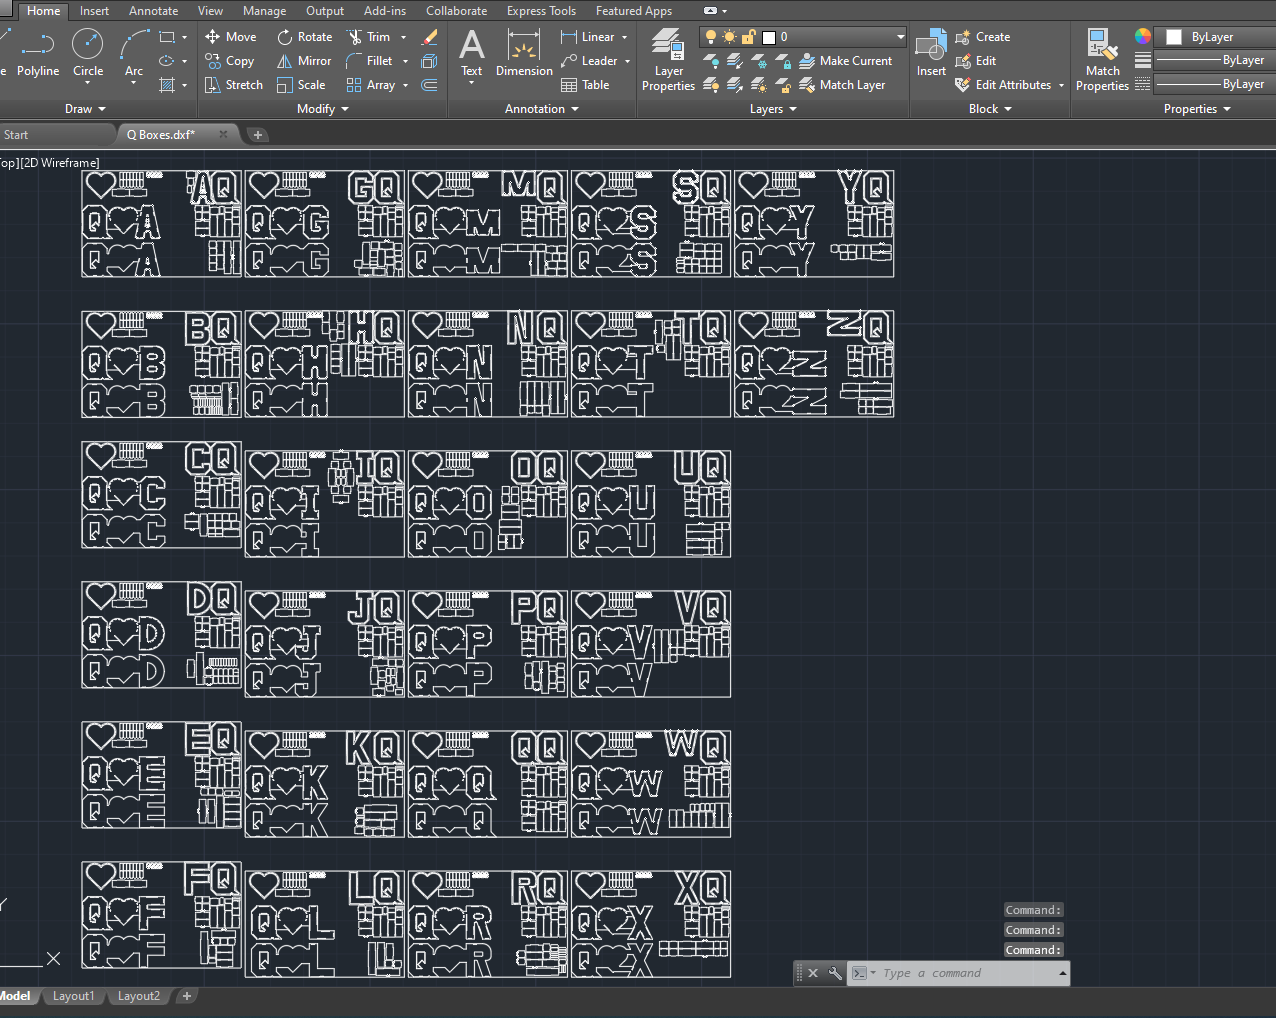 Home Insert Annotate View Manage Output Add-ins Collaborate Express Tools Featured Apps
Move Rotate Trim Linear 0 Create ByLayer
Polyline Circle Arc Copy Mirror Fillet Text Dimension Leader Layer Properties Make Current Insert Edit Match Properties ByLayer
Stretch Scale Array Table Match Layer Edit Attributes ByLayer
Draw Modify Annotation Layers Block Properties
Start Q Boxes.dxf* +
op][2D Wireframe]
AQ GQ MQ SQ YQ
QA QG QM QS QY
QA QG QM QS QY
BQ HQ NQ TQ ZQ
QB QH QN QT QZ
QB QH QN QT QZ
CQ IQ OQ UQ
QC QI QO QU
QC QI QO QU
DQ JQ PQ VQ
QD QJ QP QV
QD QJ QP QV
EQ KQ QQ WQ
QE QK QQ QW
QE QK QQ QW
FQ LQ RQ XQ
QF QL QR QX
QF QL QR QX
Y
X
Command:
Command:
Command:
Type a command
Model Layout1 Layout2 +